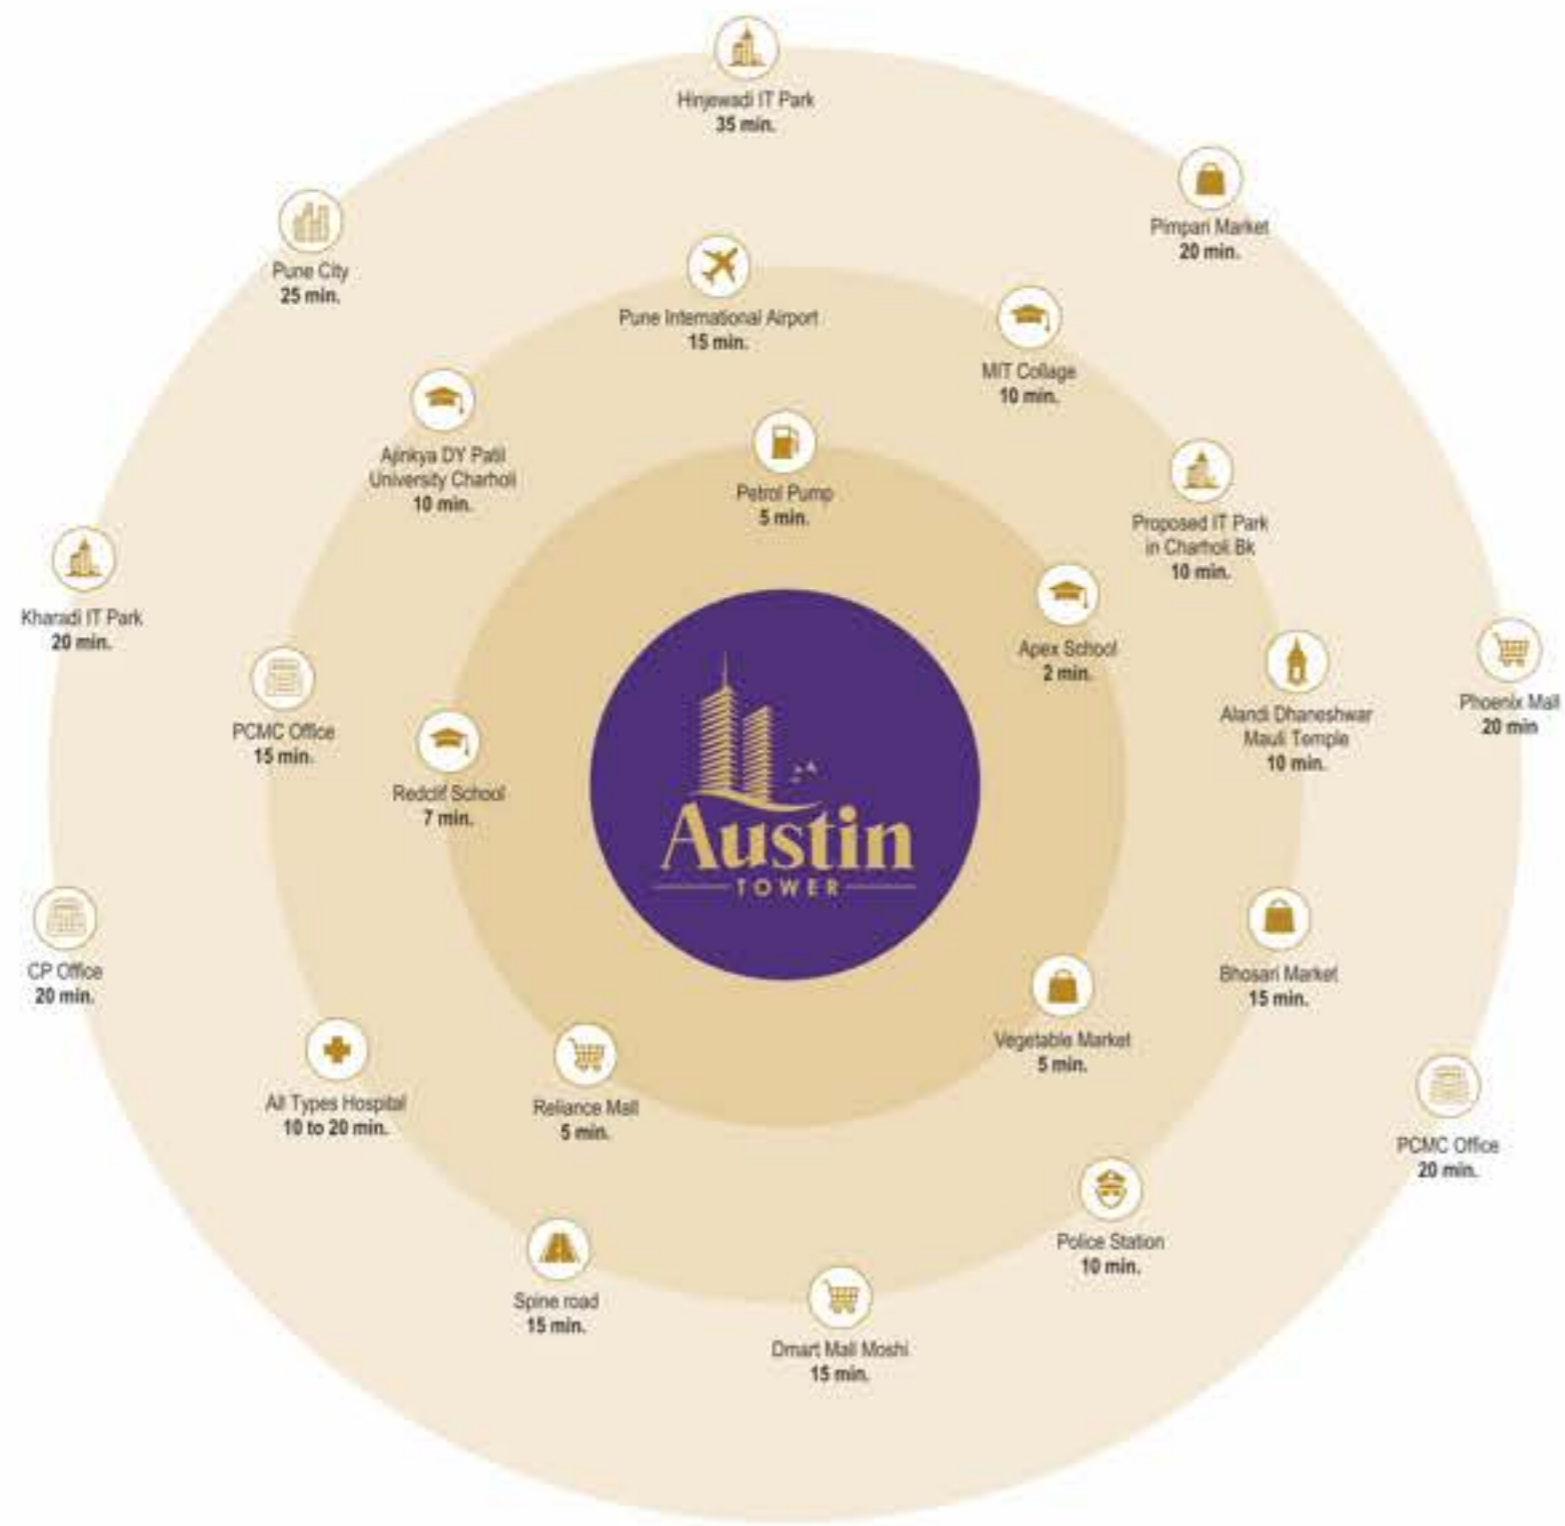 Hinjewadi IT Park
35 min.
Pimpari Market
20 min.
Pune City
25 min.
Pune International Airport
15 min.
MIT Collage
10 min.
Ajinkya DY Patil
University Charholi
10 min.
Petrol Pump
5 min.
Proposed IT Park
in Charholi Bk
10 min.
Kharadi IT Park
20 min.
Apex School
2 min.
Phoenix Mall
20 min
Alandi Dhaneshwar
Mauli Temple
10 min.
PCMC Office
15 min.
Redclif School
7 min.
Austin
TOWER
CP Office
20 min.
Bhosari Market
15 min.
Vegetable Market
5 min.
All Types Hospital
10 to 20 min.
Reliance Mall
5 min.
PCMC Office
20 min.
Police Station
10 min.
Spine road
15 min.
Dmart Mall Moshi
15 min.